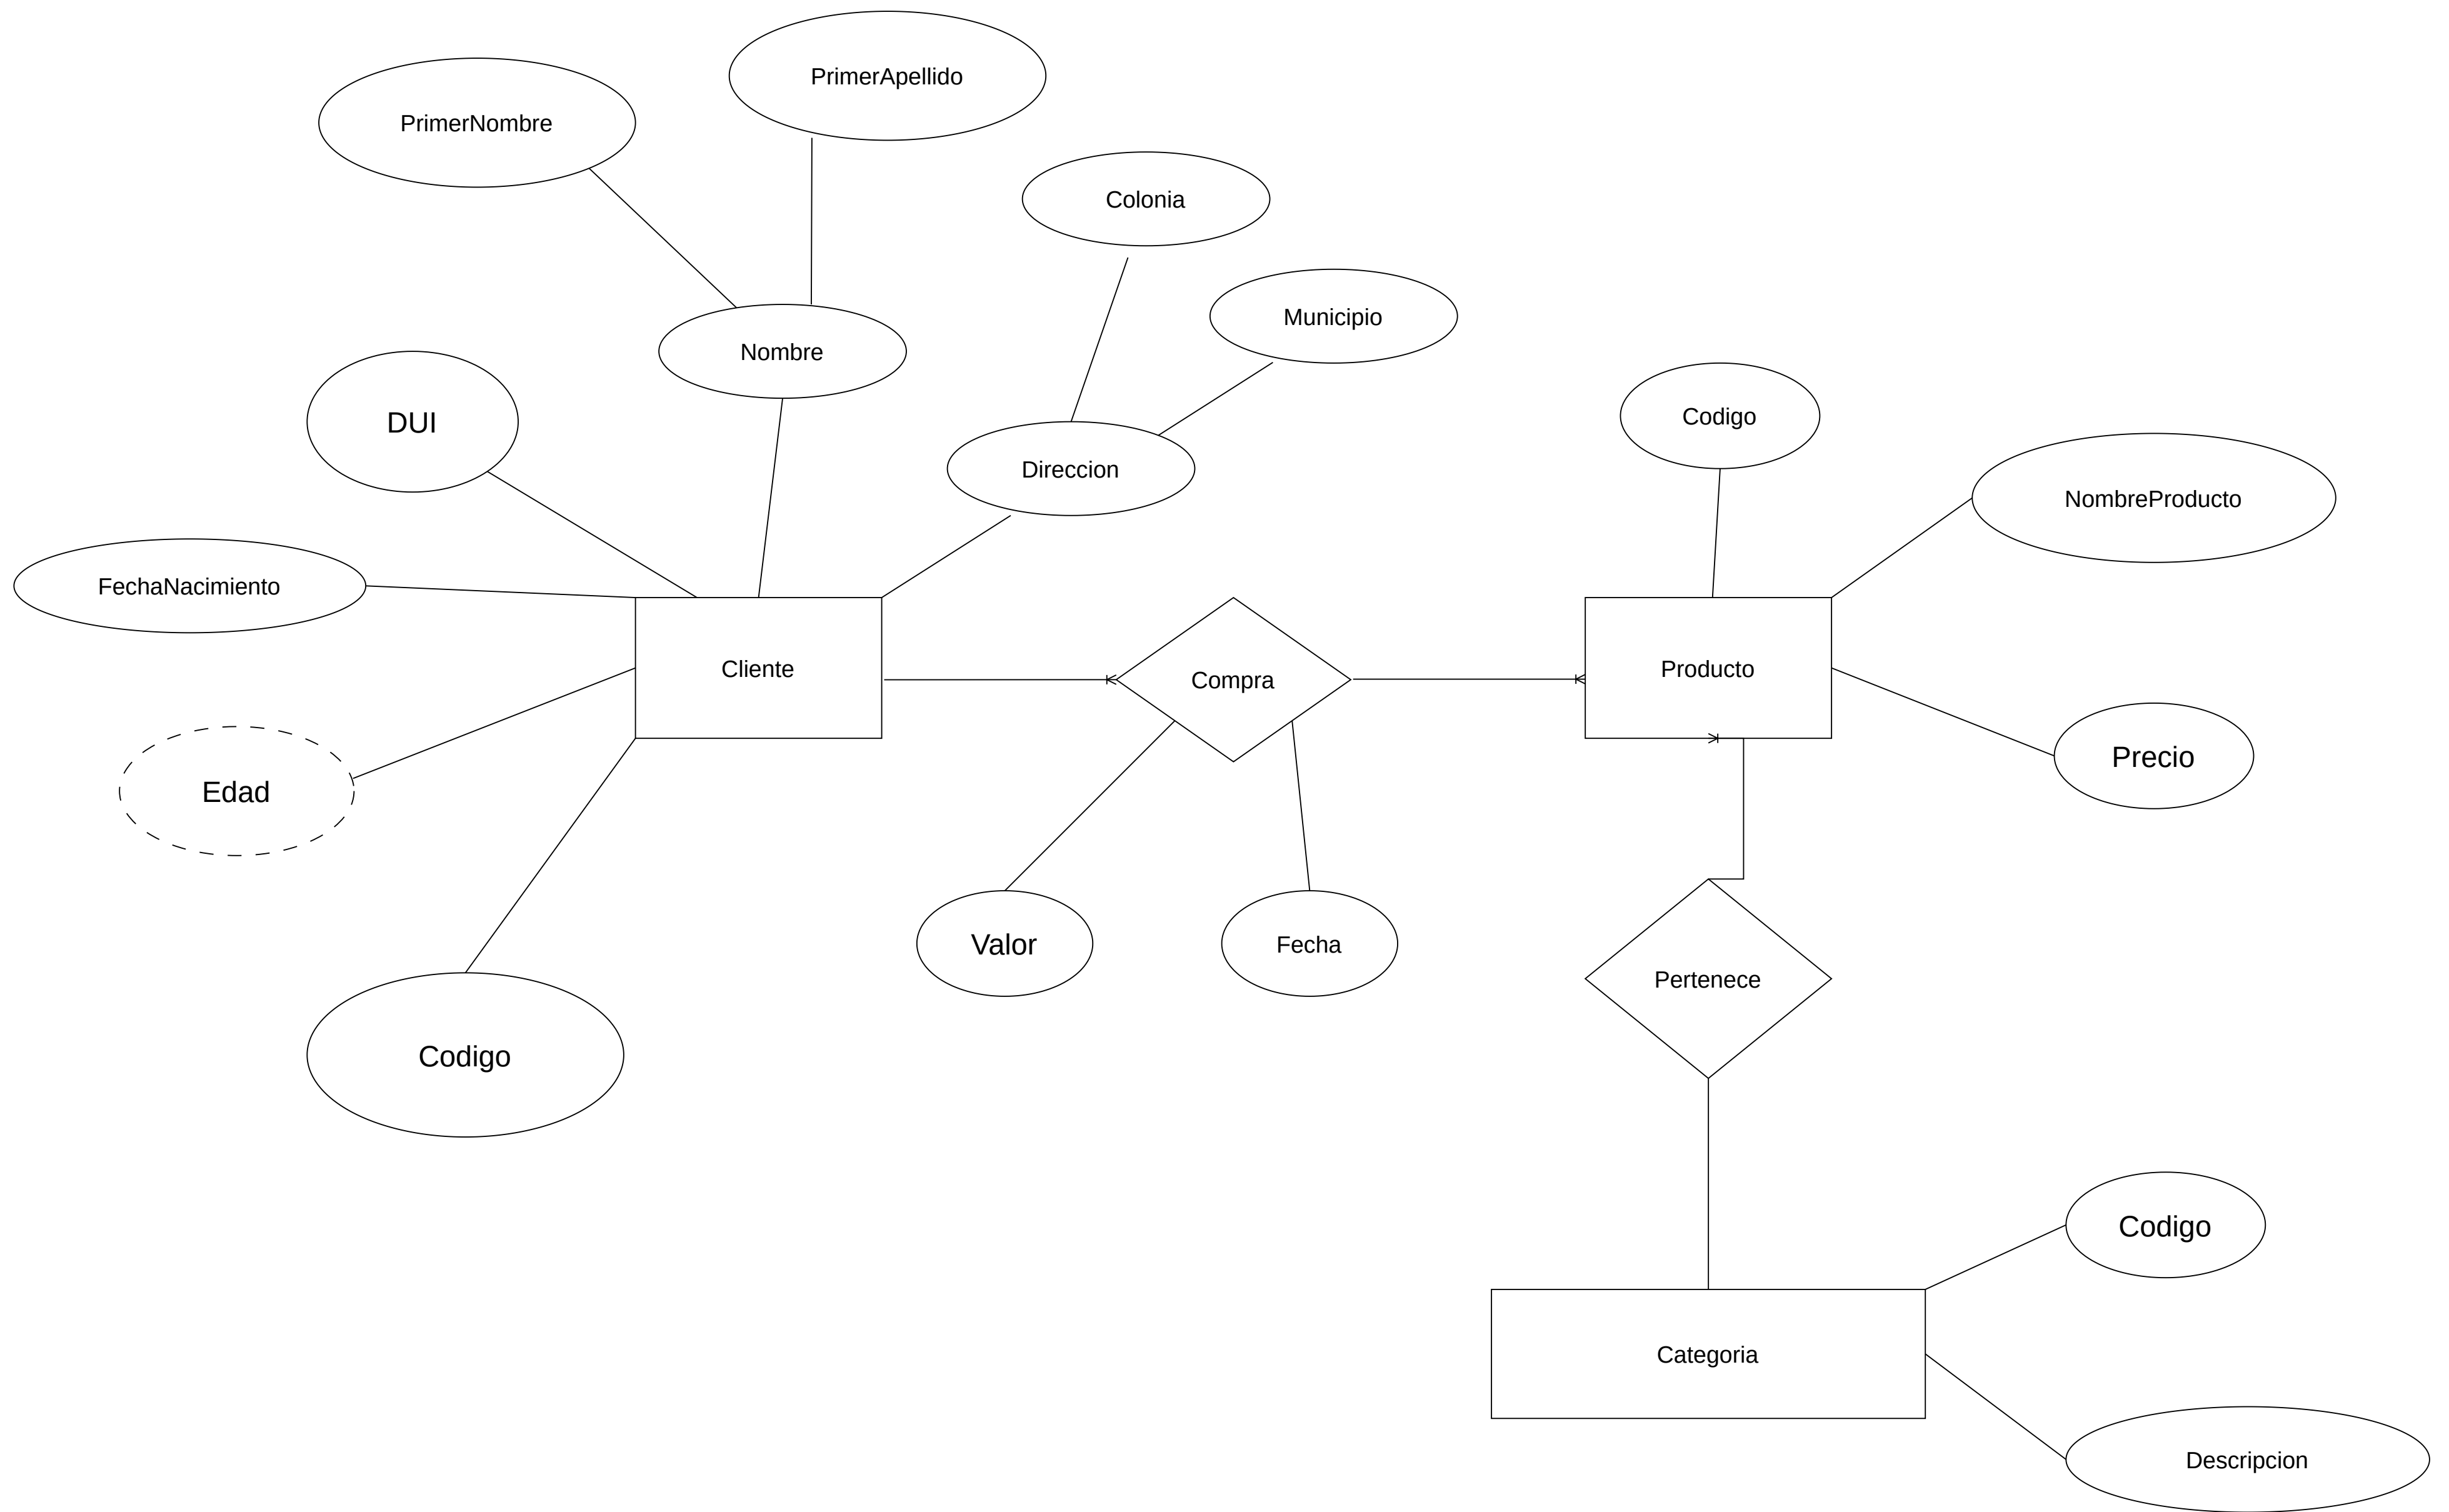 PrimerApellido
PrimerNombre
Colonia
Municipio
Nombre
Codigo
DUI
Direccion
NombreProducto
FechaNacimiento
Cliente
Compra
Producto
Precio
Edad
Valor
Fecha
Pertenece
Codigo
Codigo
Categoria
Descripcion